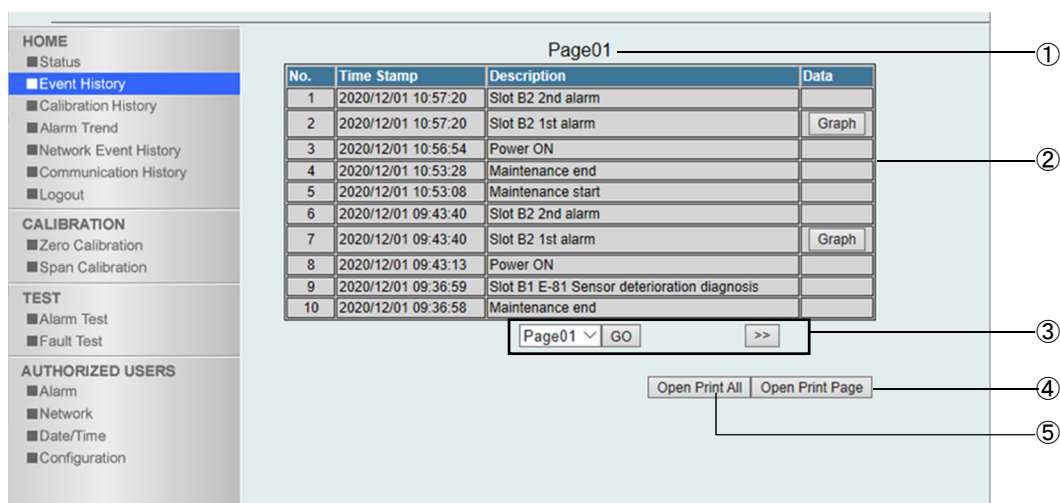 HOME
■Status
■Event History
■Calibration History
■Alarm Trend
■Network Event History
■Communication History
■Logout
CALIBRATION
■Zero Calibration
■Span Calibration
TEST
■Alarm Test
■Fault Test
AUTHORIZED USERS
■Alarm
■Network
■Date/Time
■Configuration
Page01 ①
No. Time Stamp Description Data
1 2020/12/01 10:57:20 Slot B2 2nd alarm
2 2020/12/01 10:57:20 Slot B2 1st alarm Graph
3 2020/12/01 10:56:54 Power ON
②
4 2020/12/01 10:53:28 Maintenance end
5 2020/12/01 10:53:08 Maintenance start
6 2020/12/01 09:43:40 Slot B2 2nd alarm
7 2020/12/01 09:43:40 Slot B2 1st alarm Graph
8 2020/12/01 09:43:13 Power ON
9 2020/12/01 09:36:59 Slot B1 E-81 Sensor deterioration diagnosis
10 2020/12/01 09:36:58 Maintenance end
Page01 GO >> ③
Open Print All Open Print Page ④
⑤